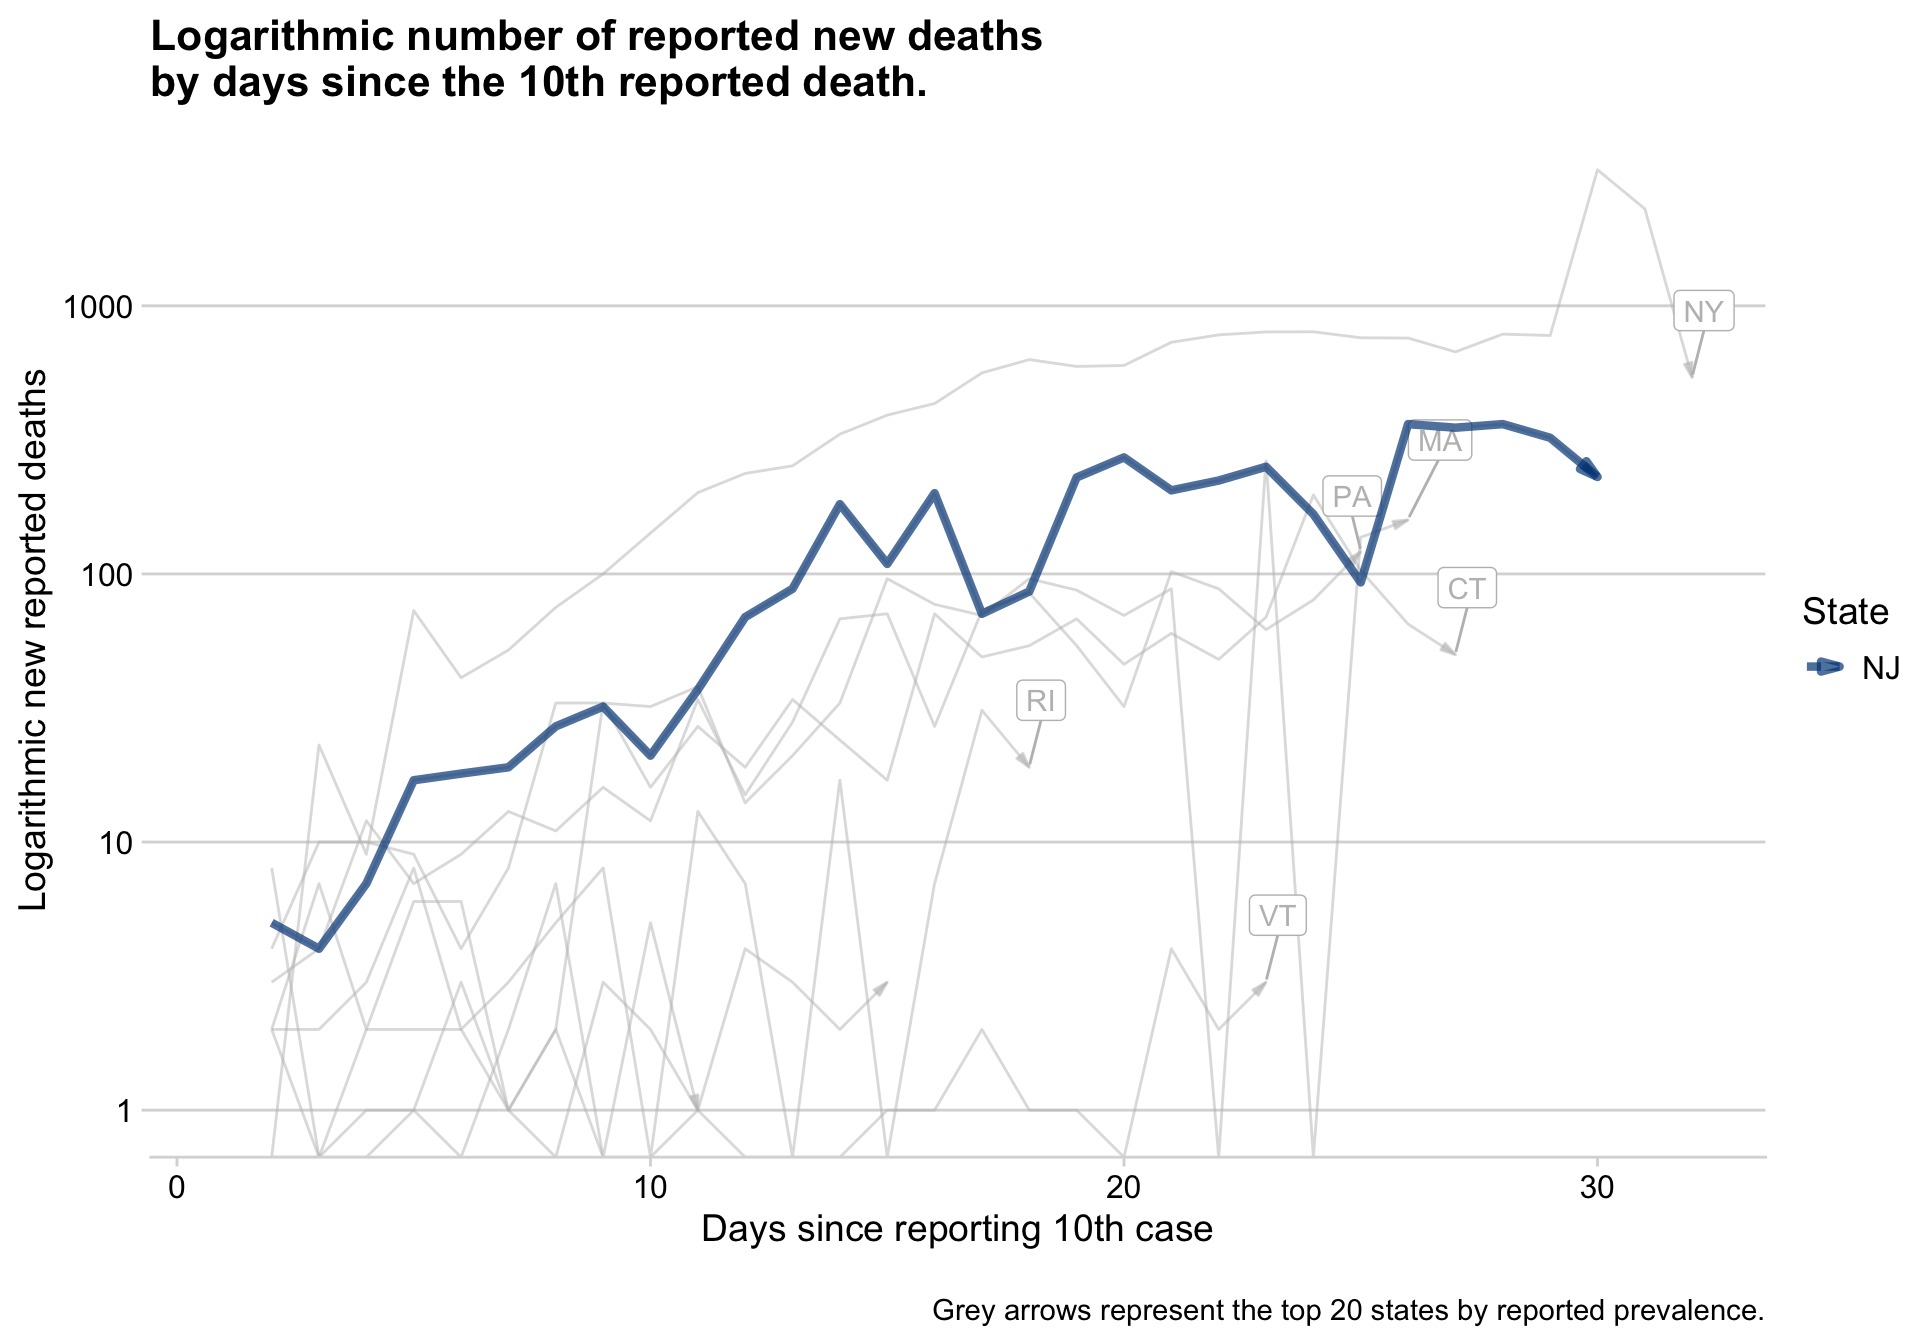 Logarithmic number of reported new deaths
by days since the 10th reported death.
Logarithmic new reported deaths
1000
100
10
1
NY
MA
PA
CT
RI
VT
State
NJ
0 10 20 30
Days since reporting 10th case
Grey arrows represent the top 20 states by reported prevalence.